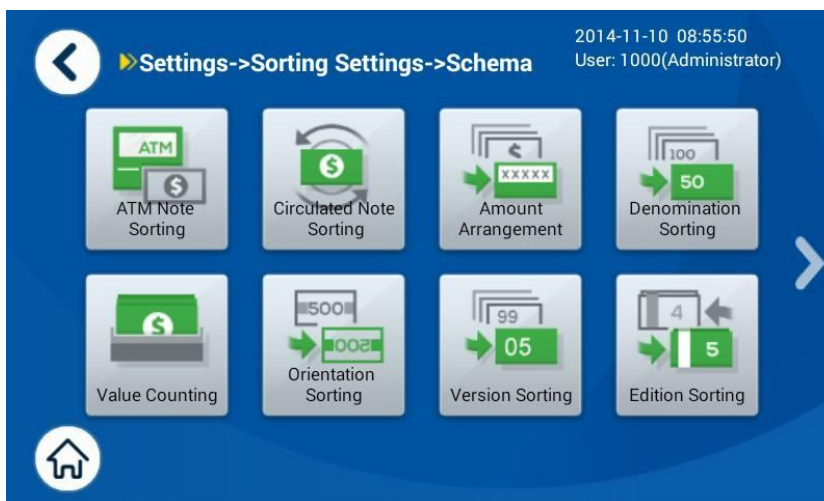 Settings->Sorting Settings->Schema
2014-11-10 08:55:50
User: 1000(Administrator)
ATM
ATM Note
Sorting
Circulated Note
Sorting
XXXXX
Amount
Arrangement
100
50
Denomination
Sorting
Value Counting
500
500
Orientation
Sorting
99
05
Version Sorting
4
5
Edition Sorting